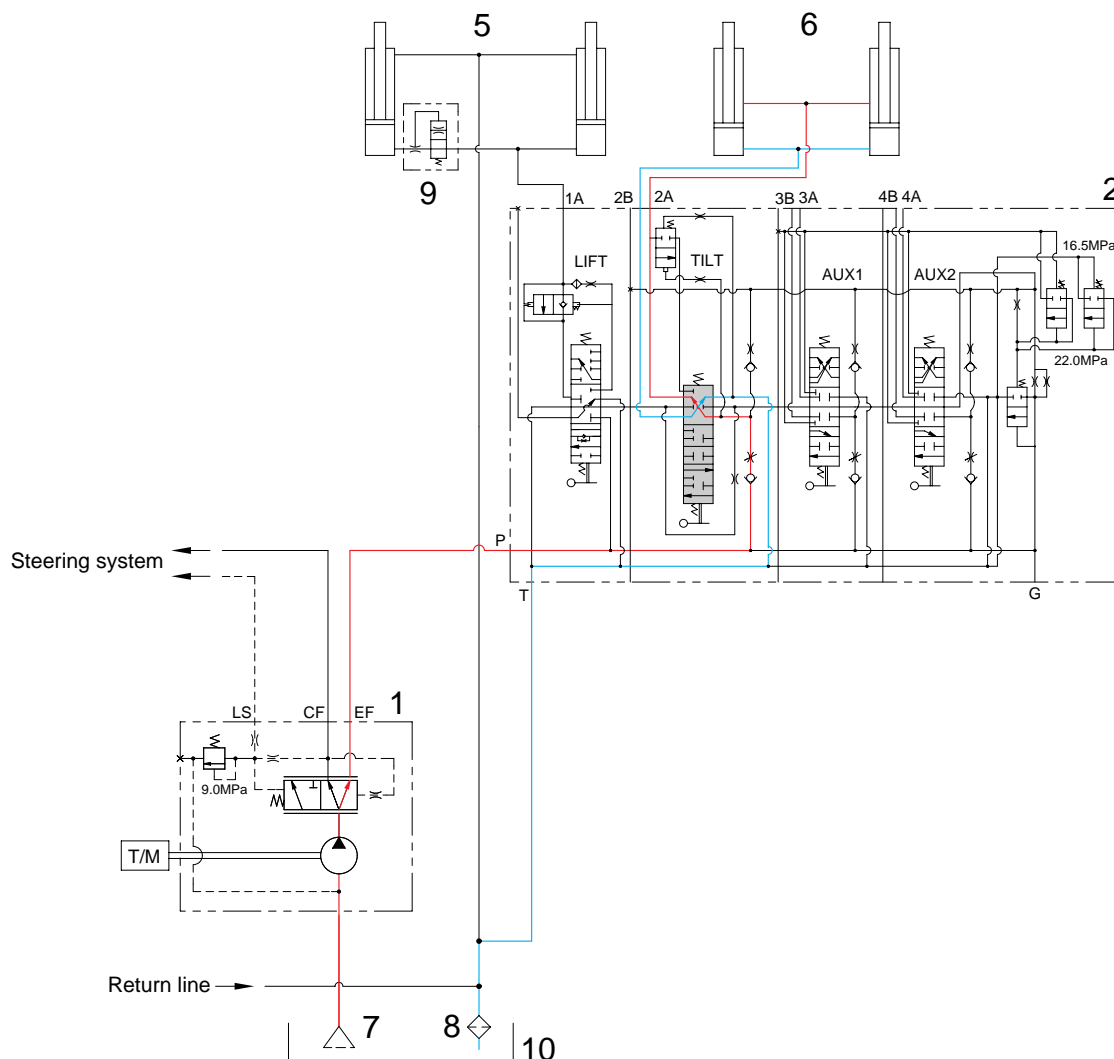 5
6
9
1A
2B
2A
3B
3A
4B
4A
2
16.5MPa
LIFT
TILT
AUX1
AUX2
22.0MPa
P
Steering system
T
G
LS
CF
EF
1
9.0MPa
T/M
Return line
7
8
10